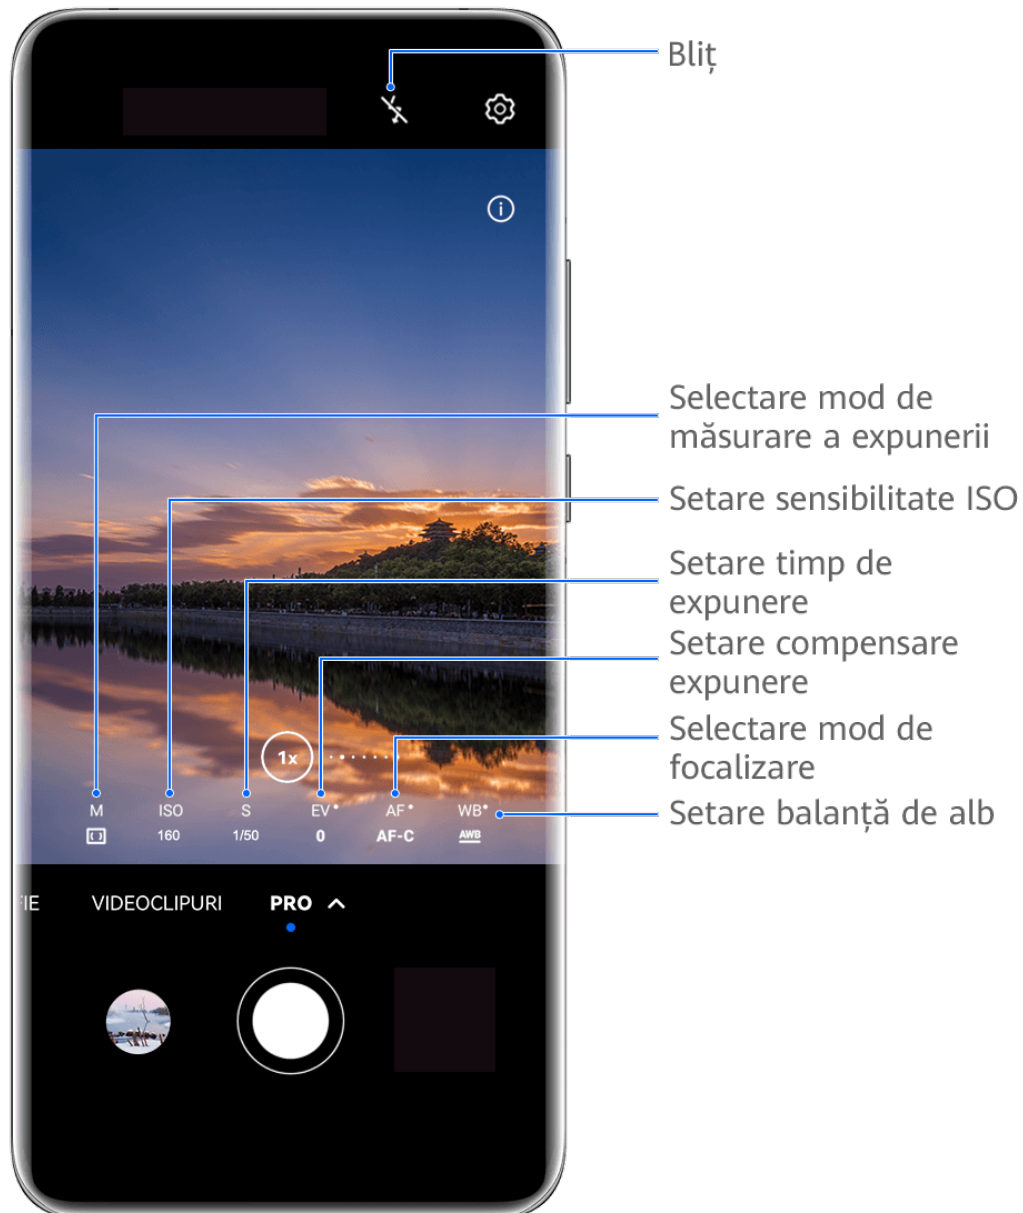 Bliț
Selectare mod de
măsurare a expunerii
Setare sensibilitate ISO
Setare timp de
expunere
Setare compensare
expunere
Selectare mod de
focalizare
Setare balanță de alb
1x
M ISO S EV AF WB
160 1/50 0 AF-C AWB
FIE VIDEOCLIPURI PRO